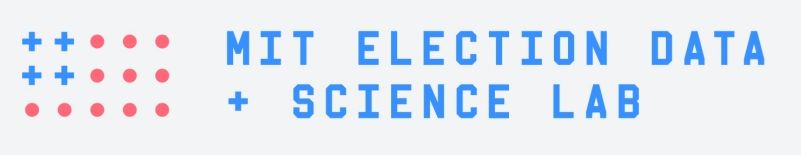 MIT ELECTION DATA
+ SCIENCE LAB